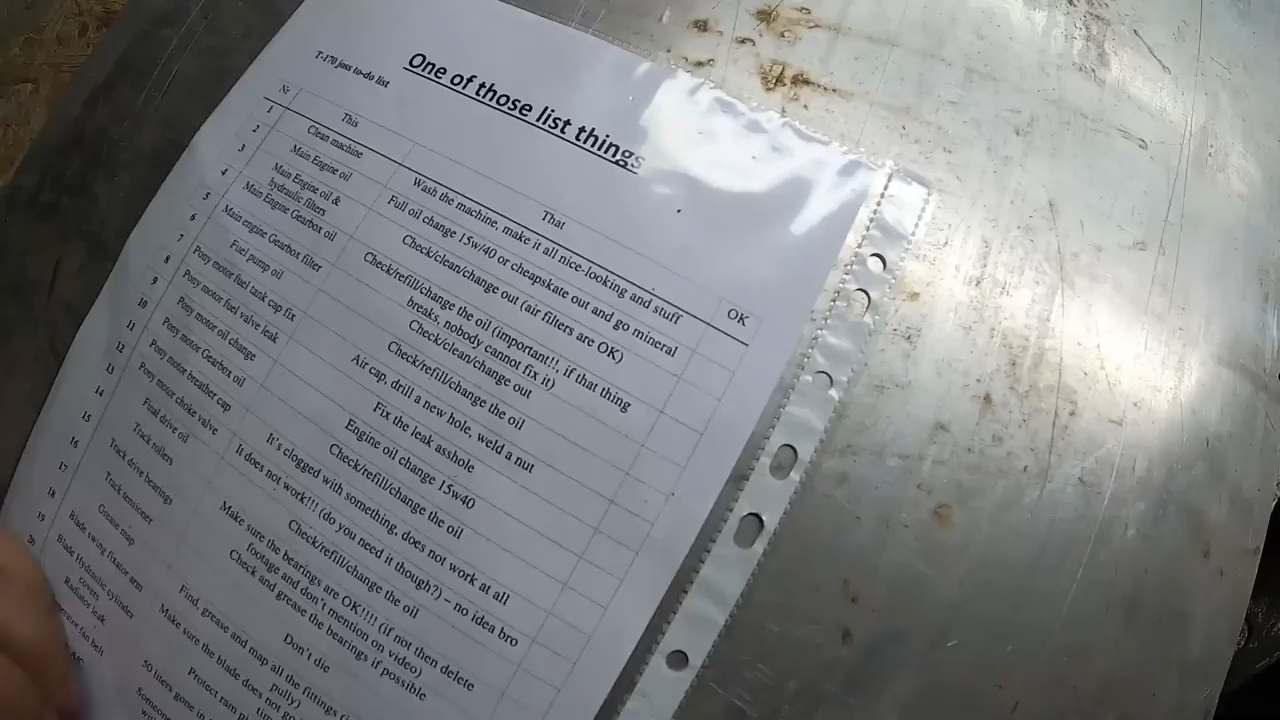 T-170 joss to-do list
One of those list things
Nr This That OK
1 Clean machine Wash the machine, make it all nice-looking and stuff
2 Main Engine oil Full oil change 15w/40 or cheapskate out and go mineral
3 Main Engine oil &
hydraulic filters Check/clean/change out (air filters are OK)
4 Main Engine Gearbox oil Check/refill/change the oil (important!!, if that thing
breaks, nobody cannot fix it)
5 Main engine Gearbox filter Check/clean/change out
6 Fuel pump oil Check/refill/change the oil
7 Pony motor fuel tank cap fix Air cap, drill a new hole, weld a nut
8 Pony motor fuel valve leak Fix the leak asshole
9 Pony motor oil change Engine oil change 15w40
10 Pony motor Gearbox oil Check/refill/change the oil
11 Pony motor breather cap It's clogged with something, does not work at all
12 Pony motor choke valve It does not work!!! (do you need it though?) – no idea bro
13 Final drive oil Check/refill/change the oil
14 Track rollers Make sure the bearings are OK!!!! (if not then delete
footage and don't mention on video)
15 Track drive bearings Check and grease the bearings if possible
16 Track tensioner Don't die
17 Grease map Find, grease and map all the fittings
18 Blade swing fixator arm Make sure the blade does not go
19 Blade Hydraulic cylinder
covers Protect ram
20 Radiator leak 50 liters gone in
fan belt Someone
A/C